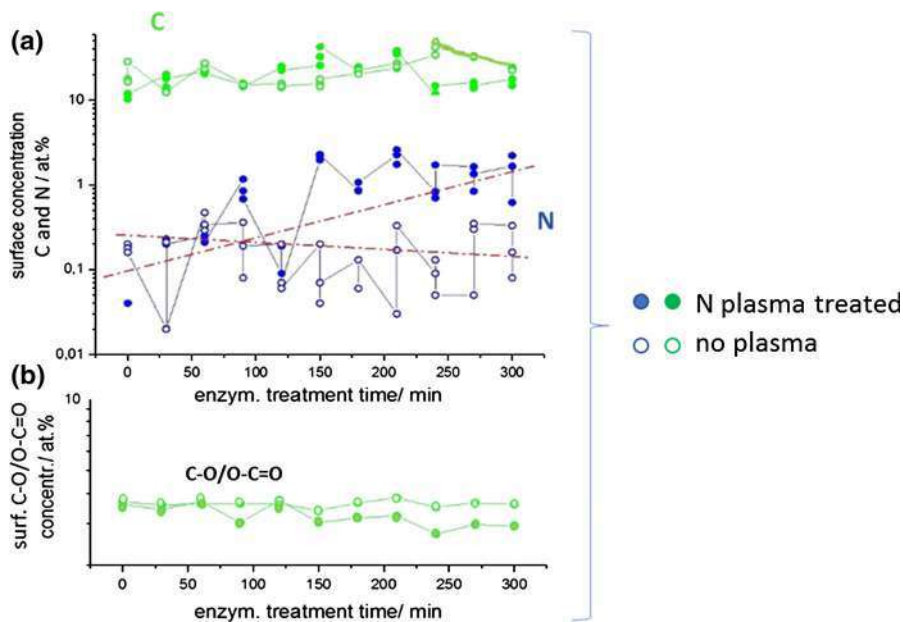 (a)
C
surface concentration
C and N / at.%
10
1
0.1
0,01
N
0 50 100 150 200 250 300
enzym. treatment time/ min
N plasma treated
no plasma
(b)
surf. C-O/O-C=O
concentr./ at.%
10
C-O/O-C=O
0 50 100 150 200 250 300
enzym. treatment time/ min